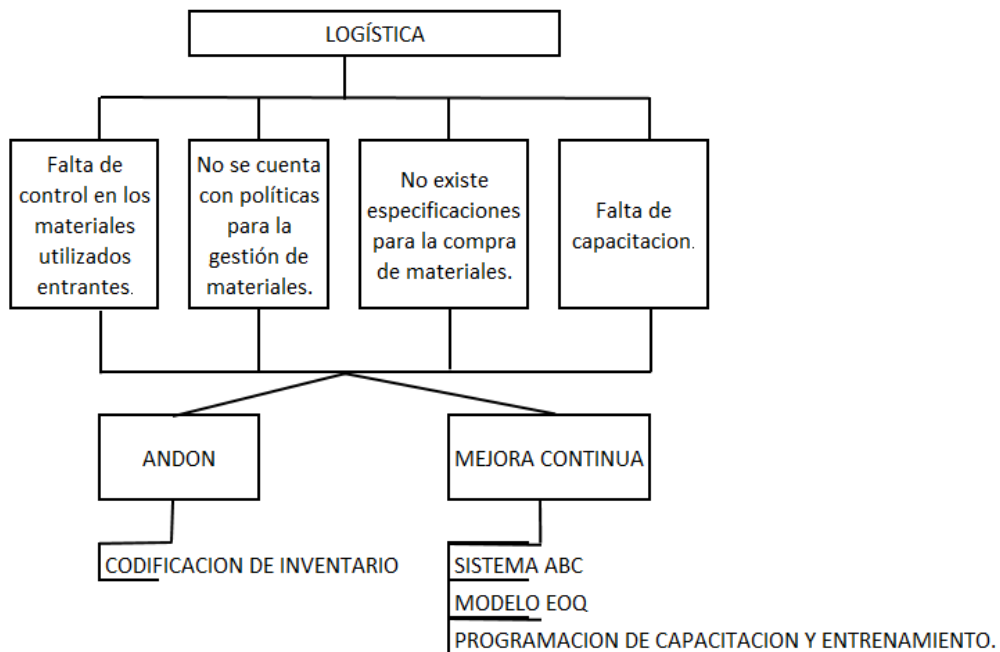 LOGÍSTICA
Falta de
control en los
materiales
utilizados
entrantes.
No se cuenta
con políticas
para la
gestión de
materiales.
No existe
especificaciones
para la compra
de materiales.
Falta de
capacitacion.
ANDON
MEJORA CONTINUA
CODIFICACION DE INVENTARIO
SISTEMA ABC
MODELO EOQ
PROGRAMACION DE CAPACITACION Y ENTRENAMIENTO.